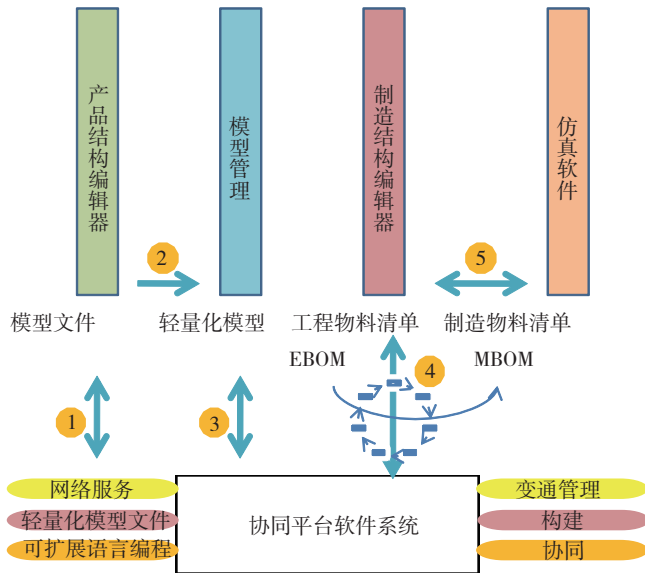 产品结构编辑器
模型管理
制造结构编辑器
仿真软件
2
5
模型文件
轻量化模型
工程物料清单
制造物料清单
EBOM
MBOM
4
1
3
网络服务
轻量化模型文件
可扩展语言编程
协同平台软件系统
变通管理
构建
协同